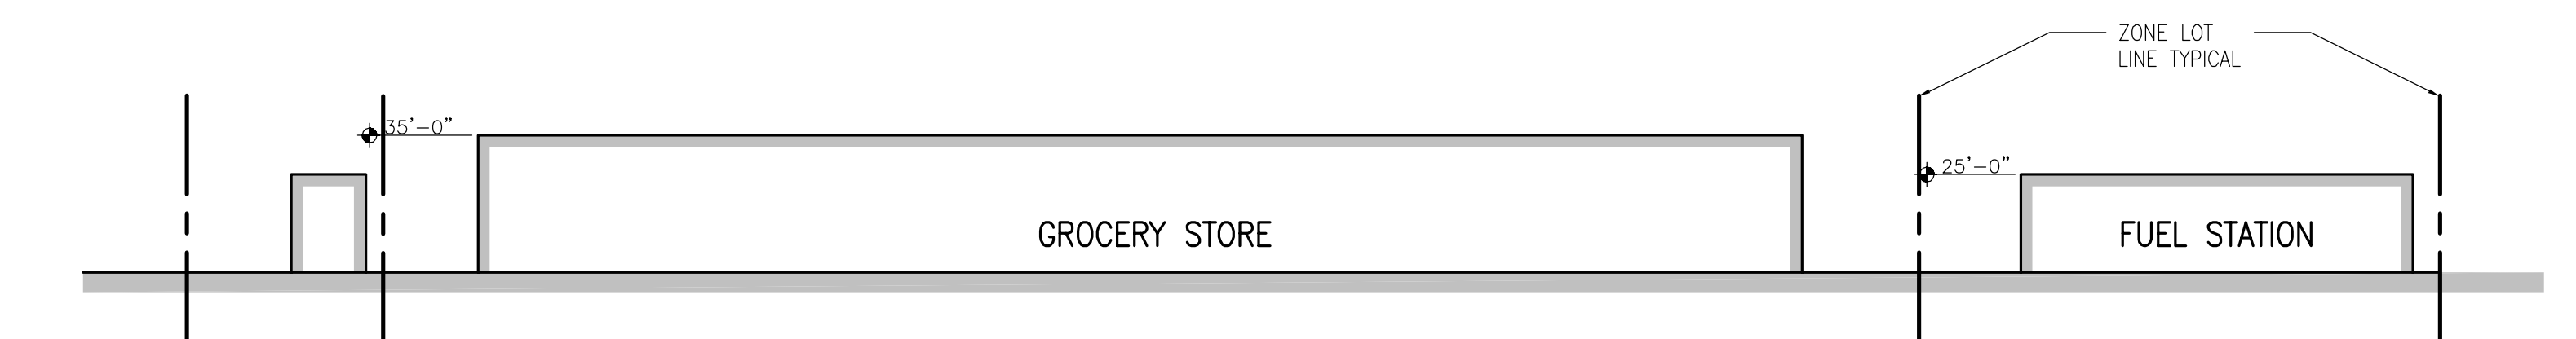 ZONE LOT
LINE TYPICAL
35'-0"
25'-0"
GROCERY STORE
FUEL STATION